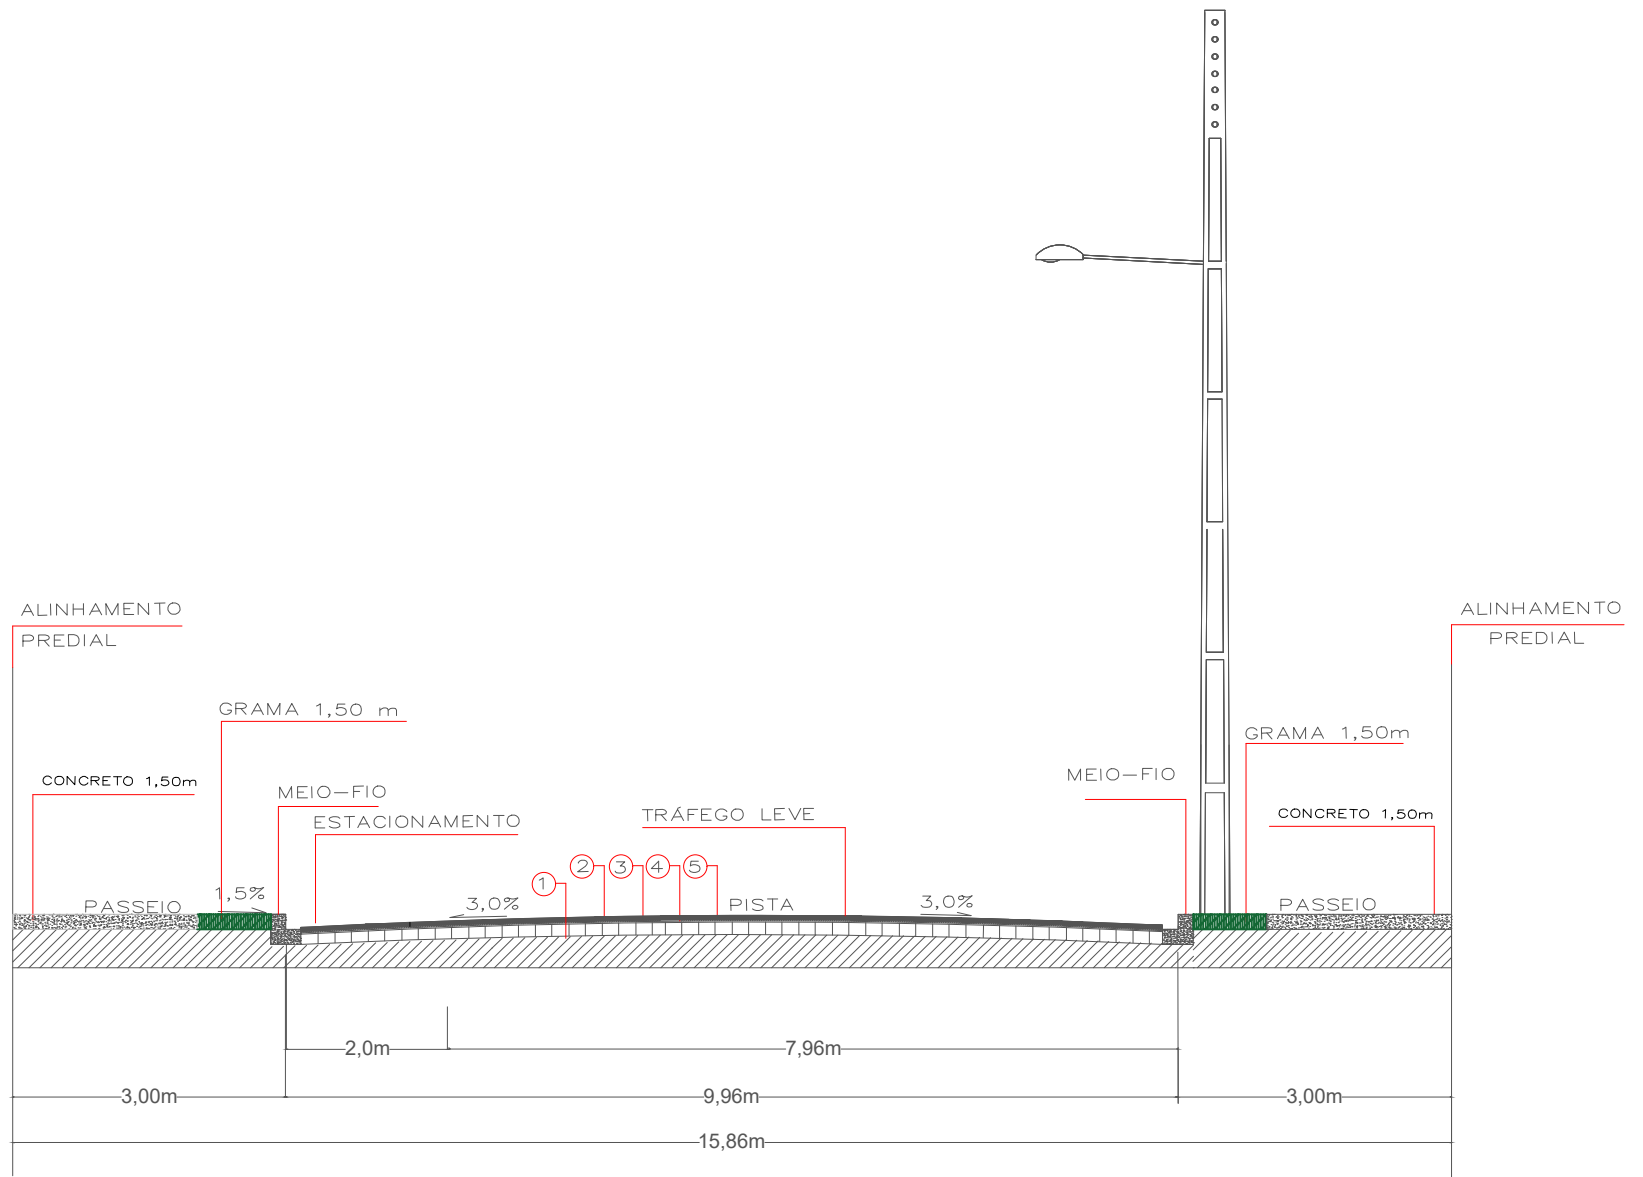 ALINHAMENTO
PREDIAL
ALINHAMENTO
PREDIAL
GRAMA 1,50 m
GRAMA 1,50m
CONCRETO 1,50m
MEIO-FIO
MEIO-FIO
ESTACIONAMENTO
TRÁFEGO LEVE
CONCRETO 1,50m
1
2
3
4
5
PASSEIO
1,5%
3,0%
PISTA
3,0%
PASSEIO
2,0m
7,96m
3,00m
9,96m
3,00m
15,86m